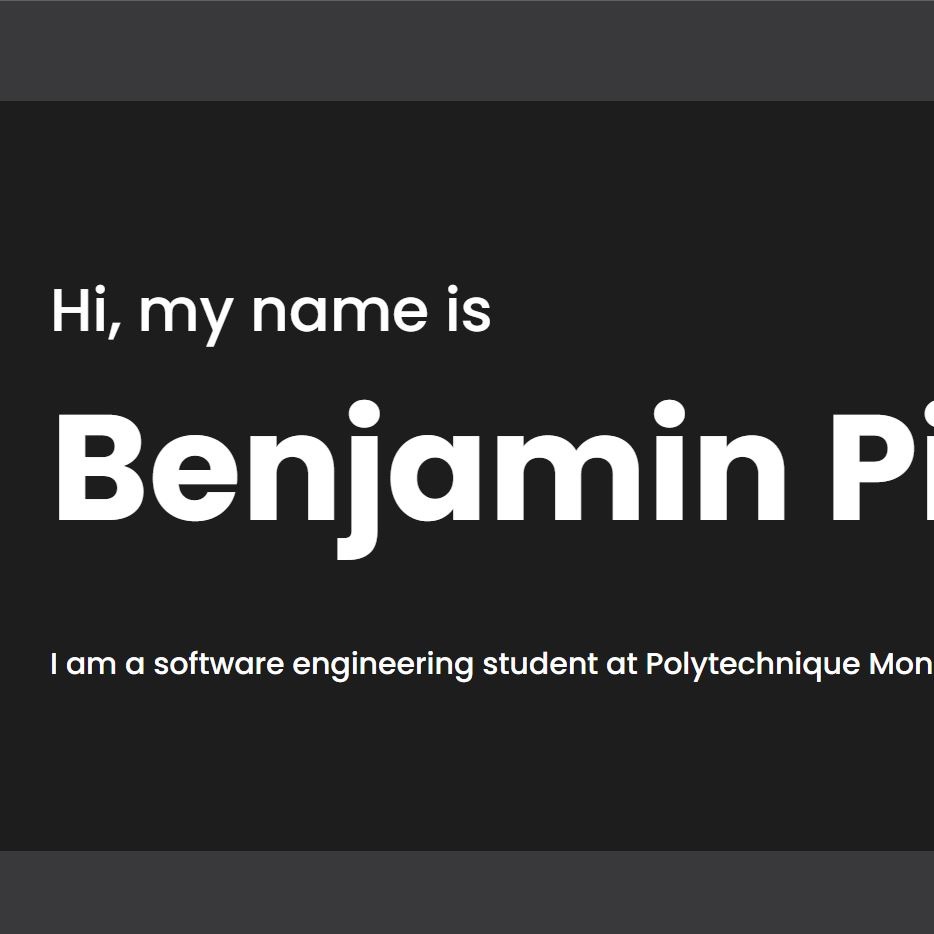 Hi, my name is
Benjamin Pi
I am a software engineering student at Polytechnique Mon